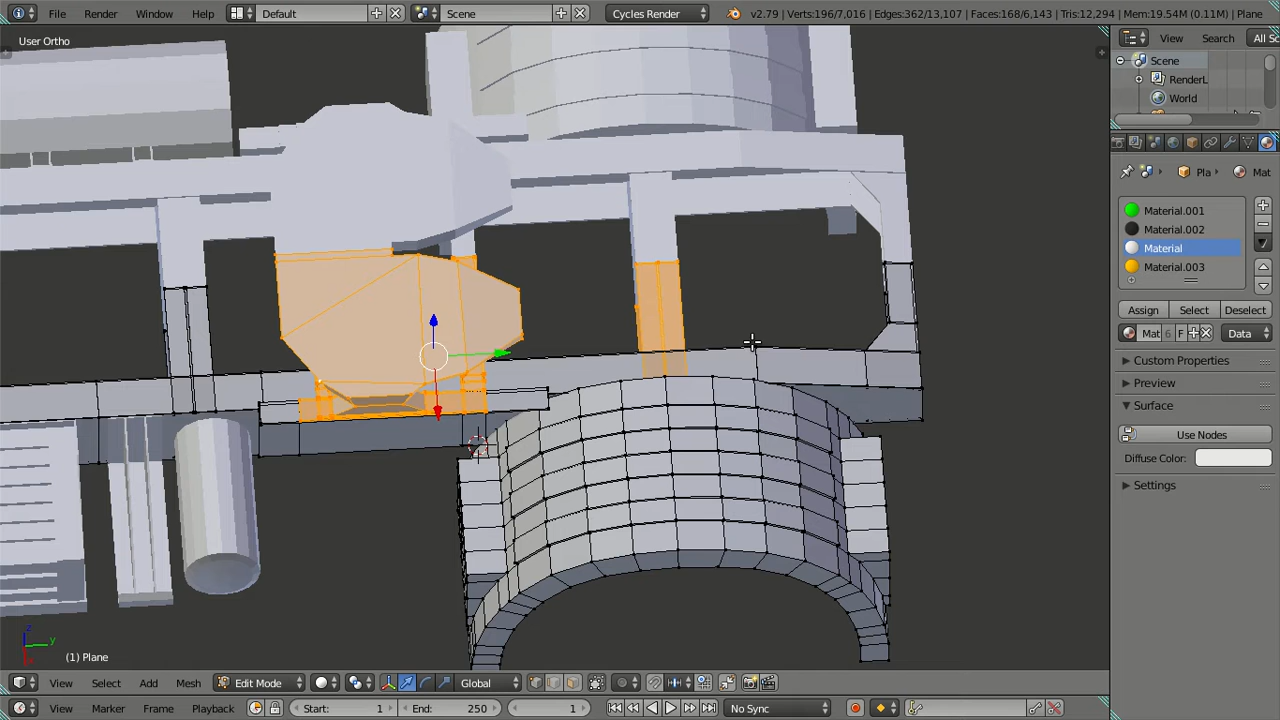 File Render Window Help Default Scene Cycles Render v2.79 | Verts:196/7,016 | Edges:362/13,107 | Faces:168/6,143 | Tris:12,294 | Mem:19.54M (0.11M) | Plane
User Ortho
View Search All Sc
Scene
RenderL
World
Pla Mat
Material.001
Material.002
Material
Material.003
Assign Select Deselect
Mat 6 F Data
Custom Properties
Preview
Surface
Use Nodes
Diffuse Color:
Settings
z
y
(1) Plane
View Select Add Mesh Edit Mode Global
View Marker Frame Playback Start: 1 End: 250 1 No Sync